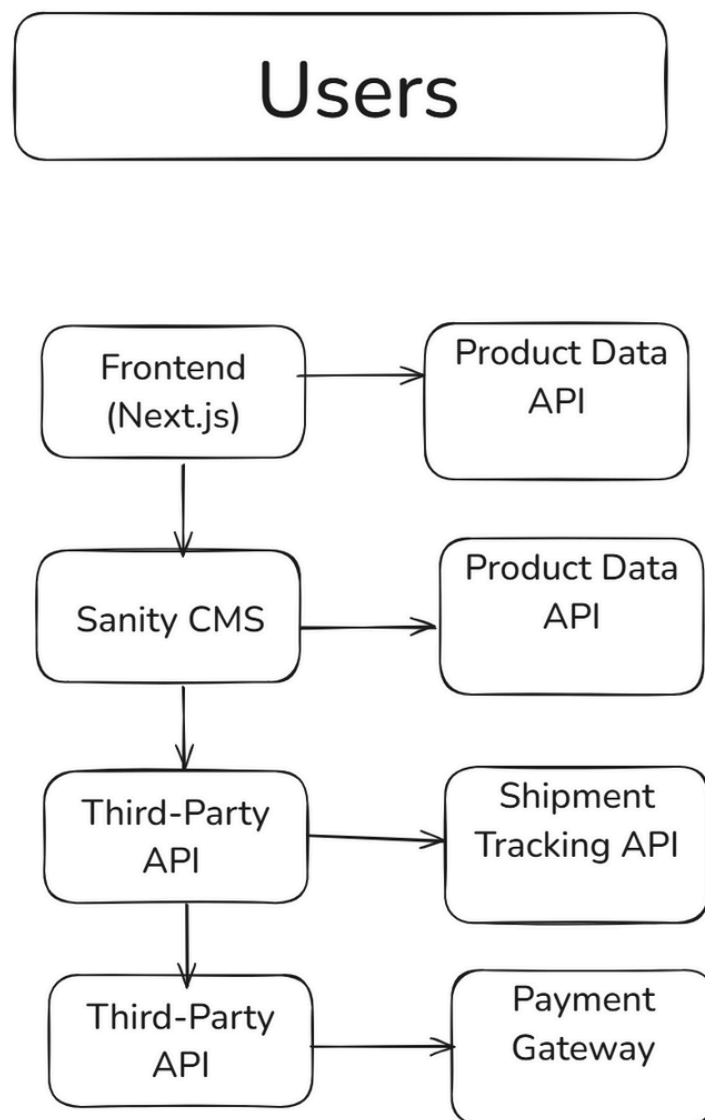 Users
Frontend
(Next.js)
Product Data
API
Sanity CMS
Product Data
API
Third-Party
API
Shipment
Tracking API
Third-Party
API
Payment
Gateway